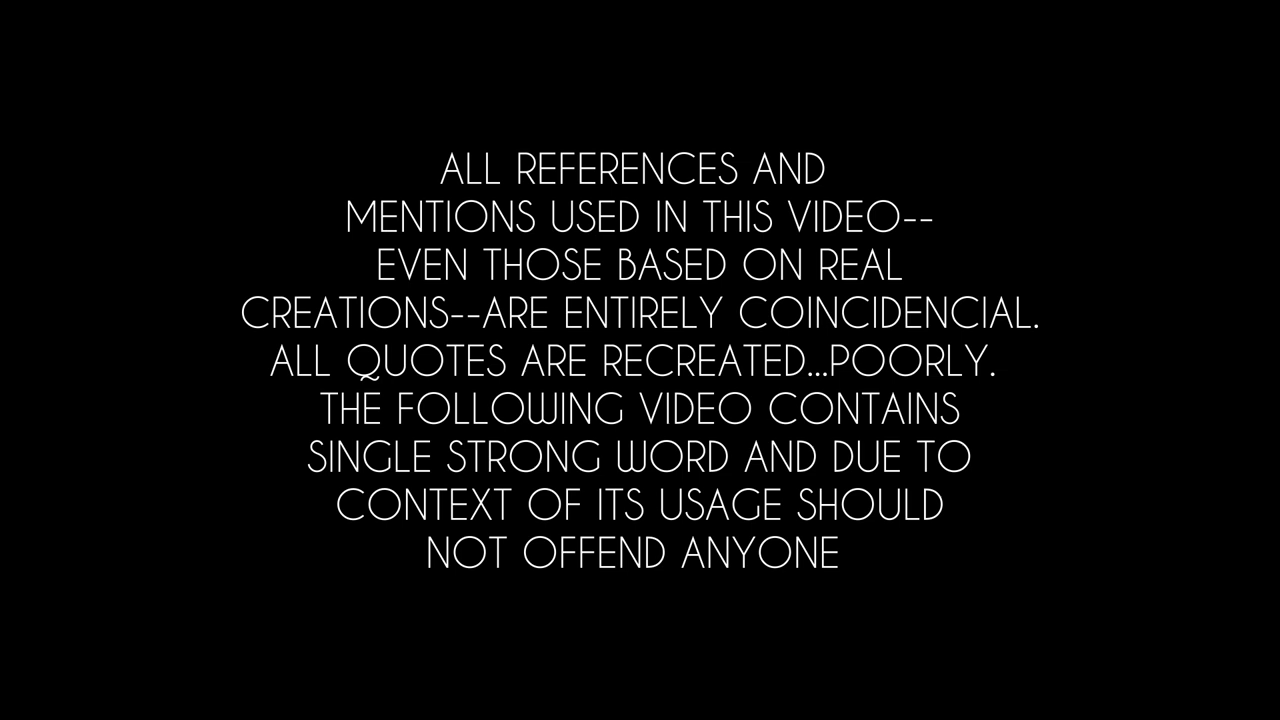 ALL REFERENCES AND
MENTIONS USED IN THIS VIDEO--
EVEN THOSE BASED ON REAL
CREATIONS--ARE ENTIRELY COINCIDENCIAL.
ALL QUOTES ARE RECREATED...POORLY.
THE FOLLOWING VIDEO CONTAINS
SINGLE STRONG WORD AND DUE TO
CONTEXT OF ITS USAGE SHOULD
NOT OFFEND ANYONE